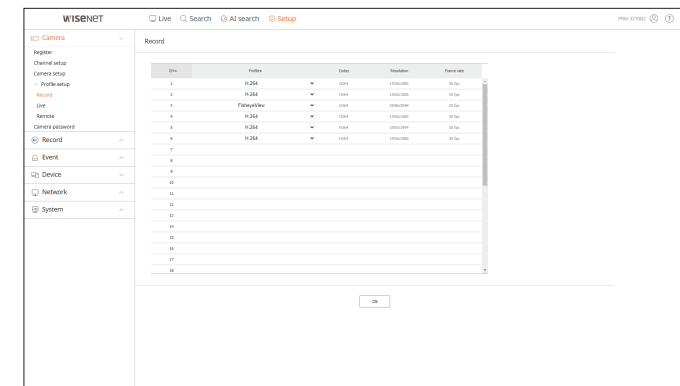 WISENET
Live Search AI search Setup
Camera
Record
Register
Channel setup
Camera setup
Profile setup
Record
Live
Remote
Camera password
Record
Event
Device
Network
System
CH Profiles Codec Resolution Frame rate
1 H.264 H264 1920x1080 30 fps
2 H.264 H264 1920x1080 30 fps
3 FisheyeView H264 2048x2048 20 fps
4 H.264 H264 1920x1080 30 fps
5 H.264 H264 30 fps
6 H.264 H264 1920x1080 30 fps
7
8
9
10
11
12
13
14
15
16
17
18
Ok